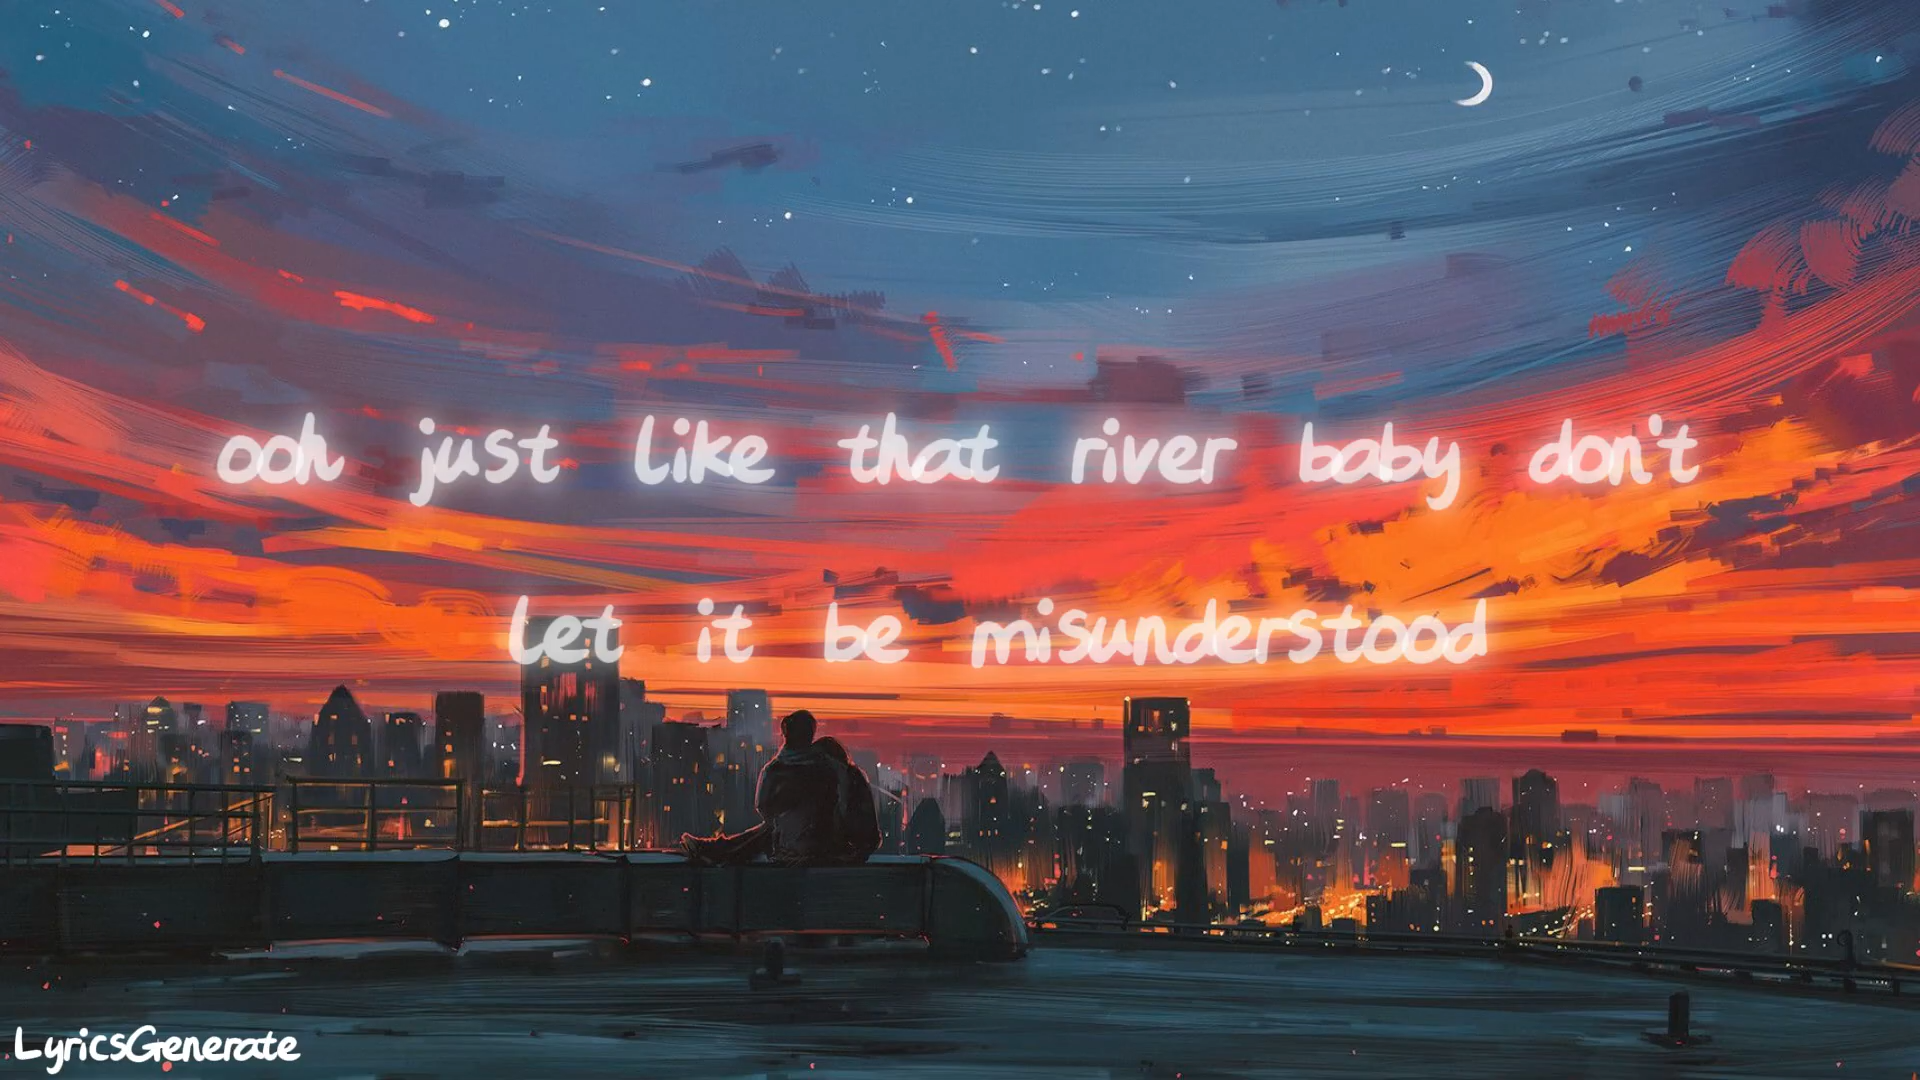 ooh just like that river baby don't
let it be misunderstood
LyricsGenerate